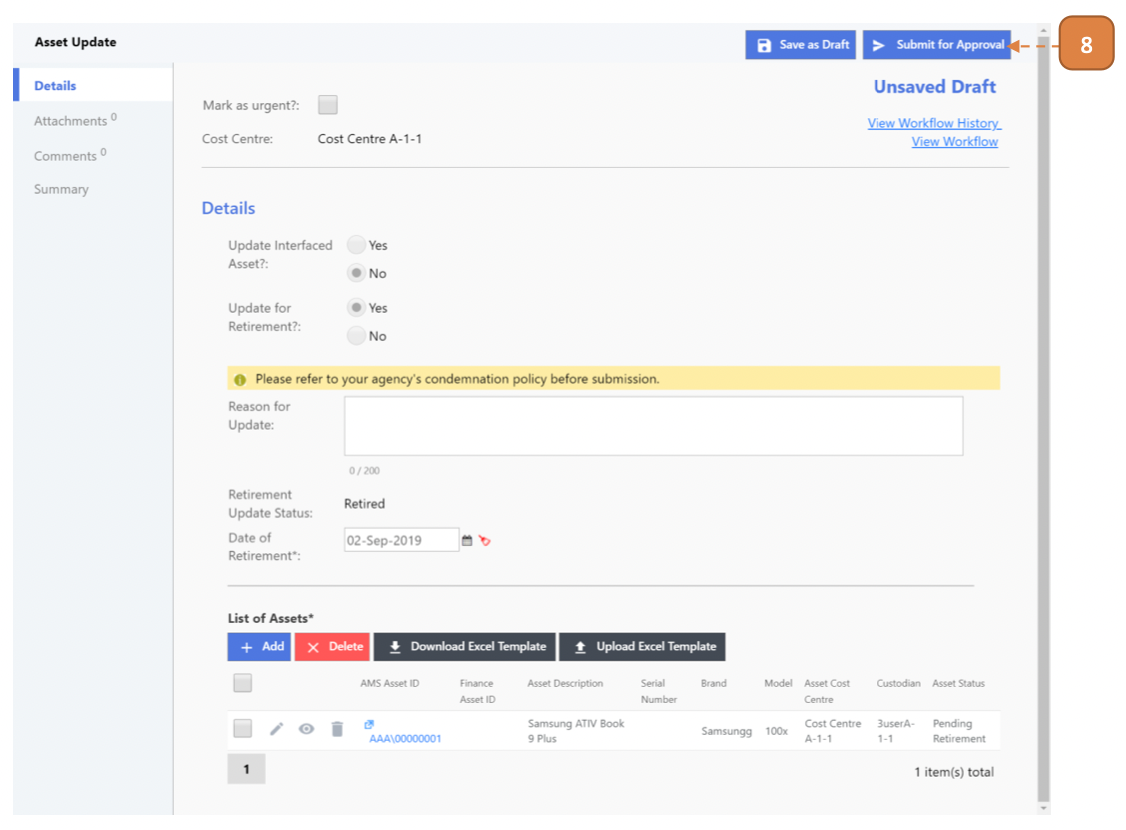 Asset Update
Save as Draft
Submit for Approval
8
Details
Attachments 0
Comments 0
Summary
Unsaved Draft
Mark as urgent?:
View Workflow History
Cost Centre: Cost Centre A-1-1
View Workflow
Details
Update Interfaced
Asset?:
Yes
No
Update for
Retirement?:
Yes
No
Please refer to your agency's condemnation policy before submission.
Reason for
Update:
0 / 200
Retirement
Update Status:
Retired
Date of
Retirement*:
02-Sep-2019
List of Assets*
+ Add
Delete
Download Excel Template
Upload Excel Template
AMS Asset ID
Finance
Asset ID
Asset Description
Serial
Number
Brand
Model
Asset Cost
Centre
Custodian
Asset Status
AAA\00000001
Samsung ATIV Book
9 Plus
Samsungg
100x
Cost Centre
A-1-1
3userA-
1-1
Pending
Retirement
1
1 item(s) total